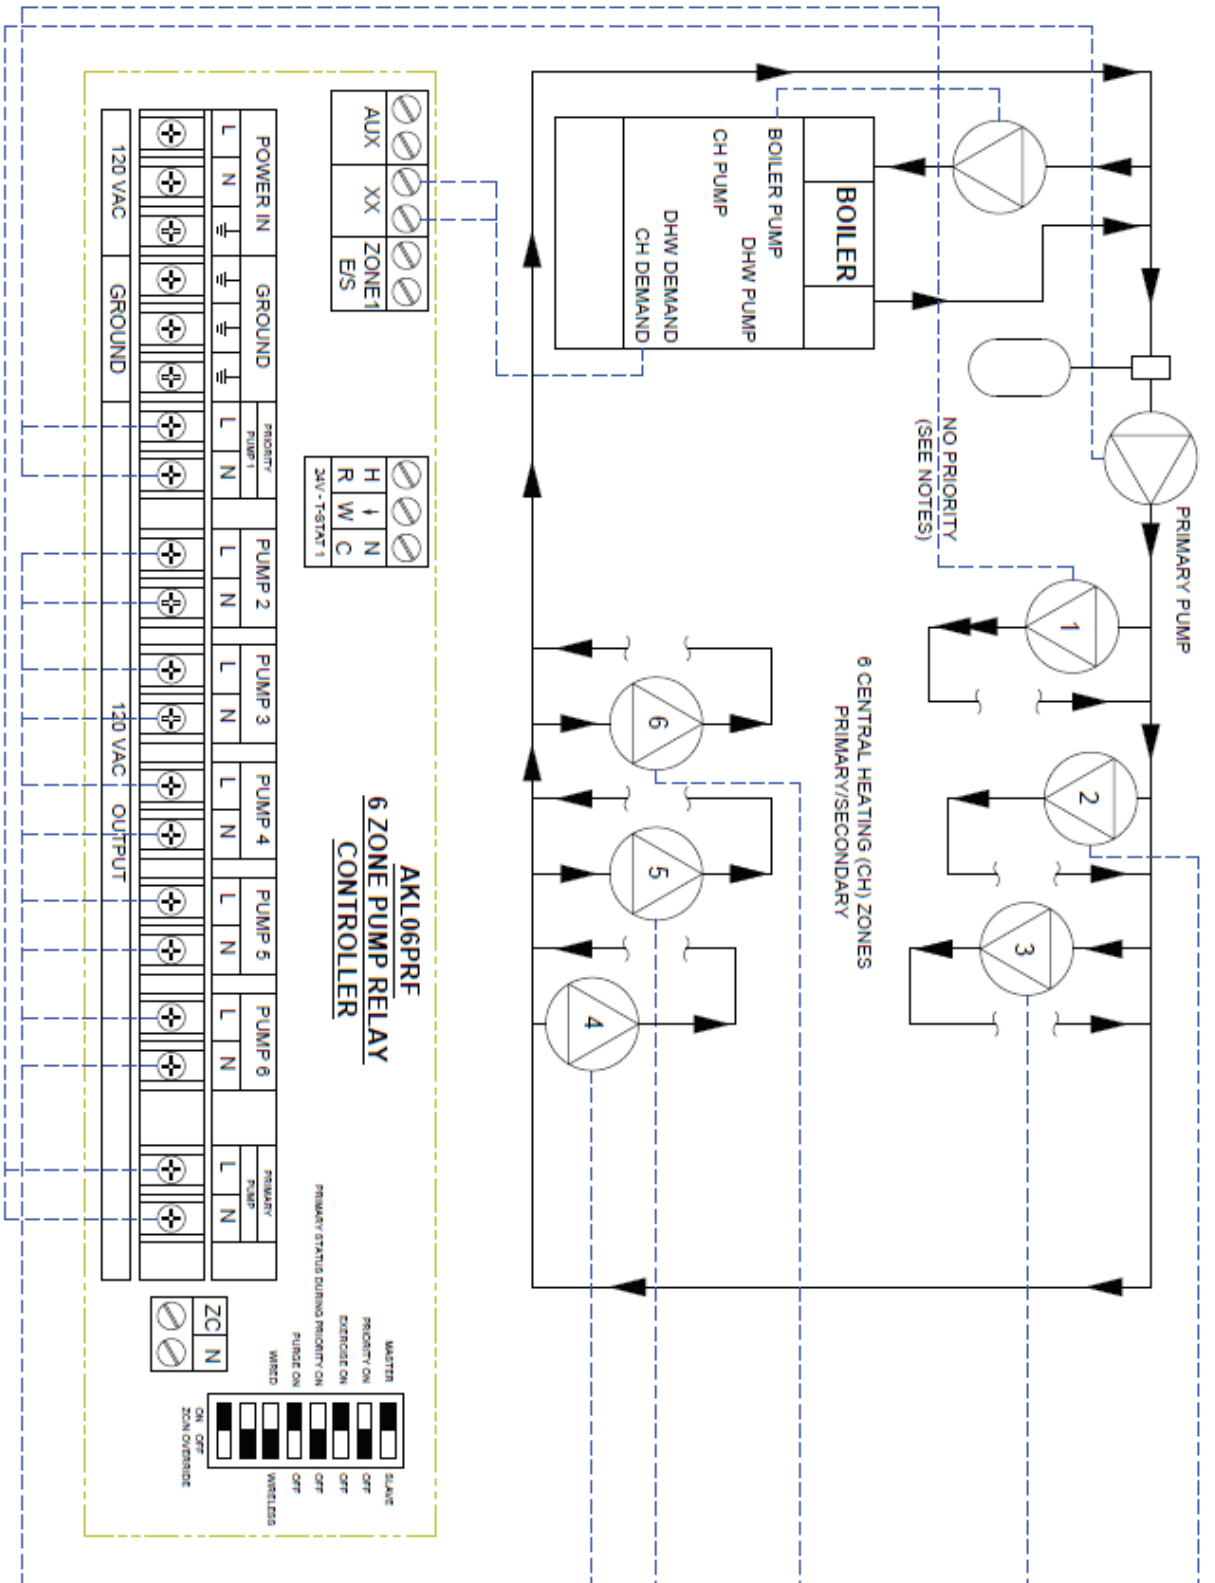 PRIMARY PUMP
NO PRIORITY
(SEE NOTES)
1
2
3
4
5
6
6 CENTRAL HEATING (CH) ZONES
PRIMARY/SECONDARY
BOILER
BOILER PUMP
DHW PUMP
CH PUMP
DHW DEMAND
CH DEMAND
AUX
XX
ZONE1
E/S
H N
R W C
24V - T-STAT 1
AKL06PRF
6 ZONE PUMP RELAY
CONTROLLER
POWER IN
GROUND
PRIORITY
PUMP 1
PUMP 2
PUMP 3
PUMP 4
PUMP 5
PUMP 6
PRIMARY
PUMP
L N
L N
L N
L N
L N
L N
L N
L N
120 VAC
GROUND
120 VAC OUTPUT
ZC N
MASTER SLAVE
PRIORITY ON OFF
EXERCISE ON OFF
PRIMARY STATUS DURING PRIORITY ON OFF
PURGE ON OFF
WIRED WIRELESS
ON OFF
ZC/N OVERRIDE